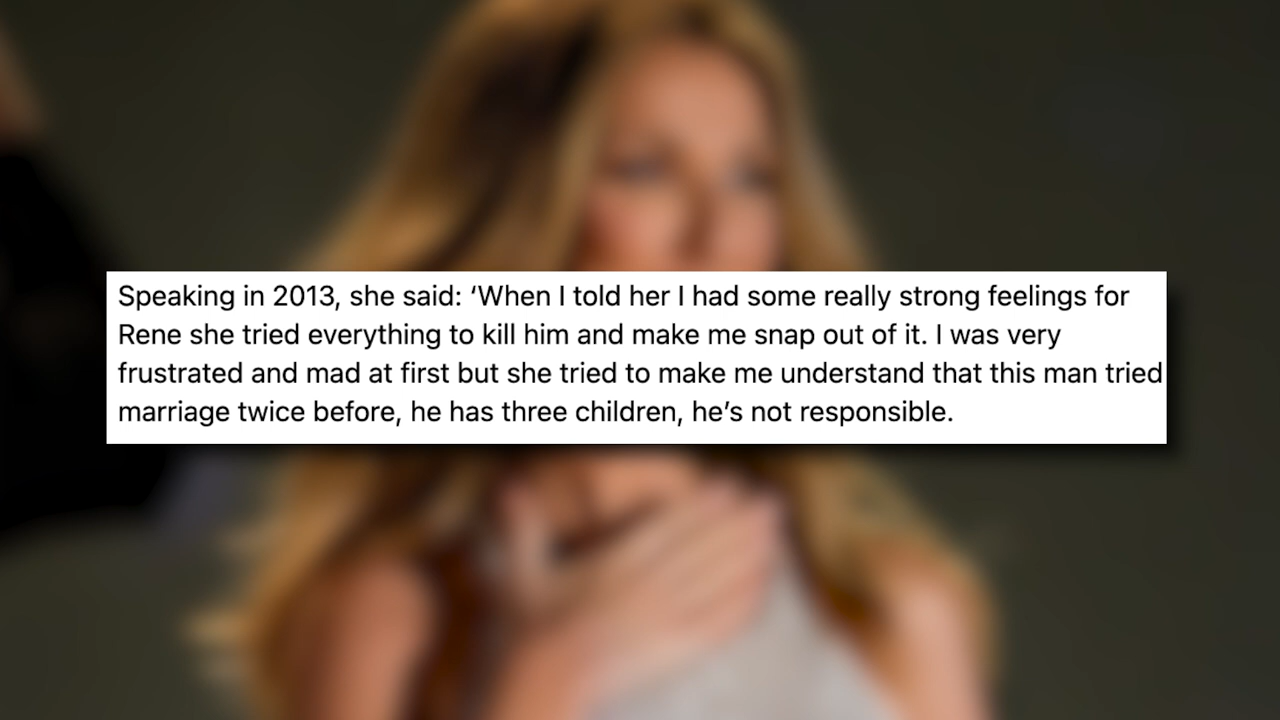 Speaking in 2013, she said: ‘When I told her I had some really strong feelings for
Rene she tried everything to kill him and make me snap out of it. I was very
frustrated and mad at first but she tried to make me understand that this man tried
marriage twice before, he has three children, he’s not responsible.